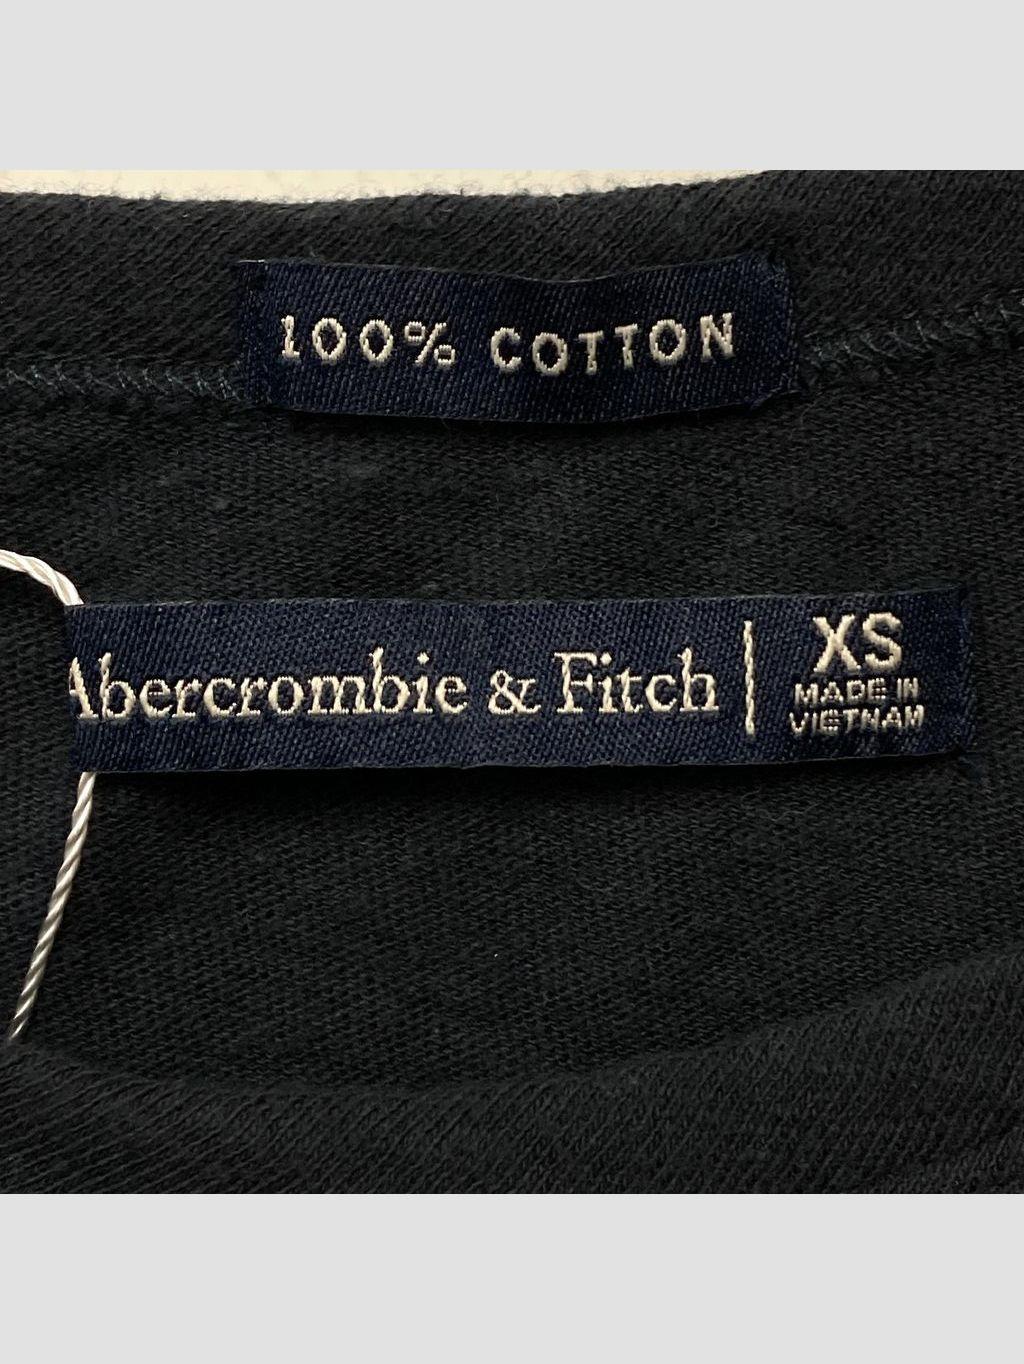 100% COTTON
Abercrombie & Fitch | XS
MADE IN
VIETNAM